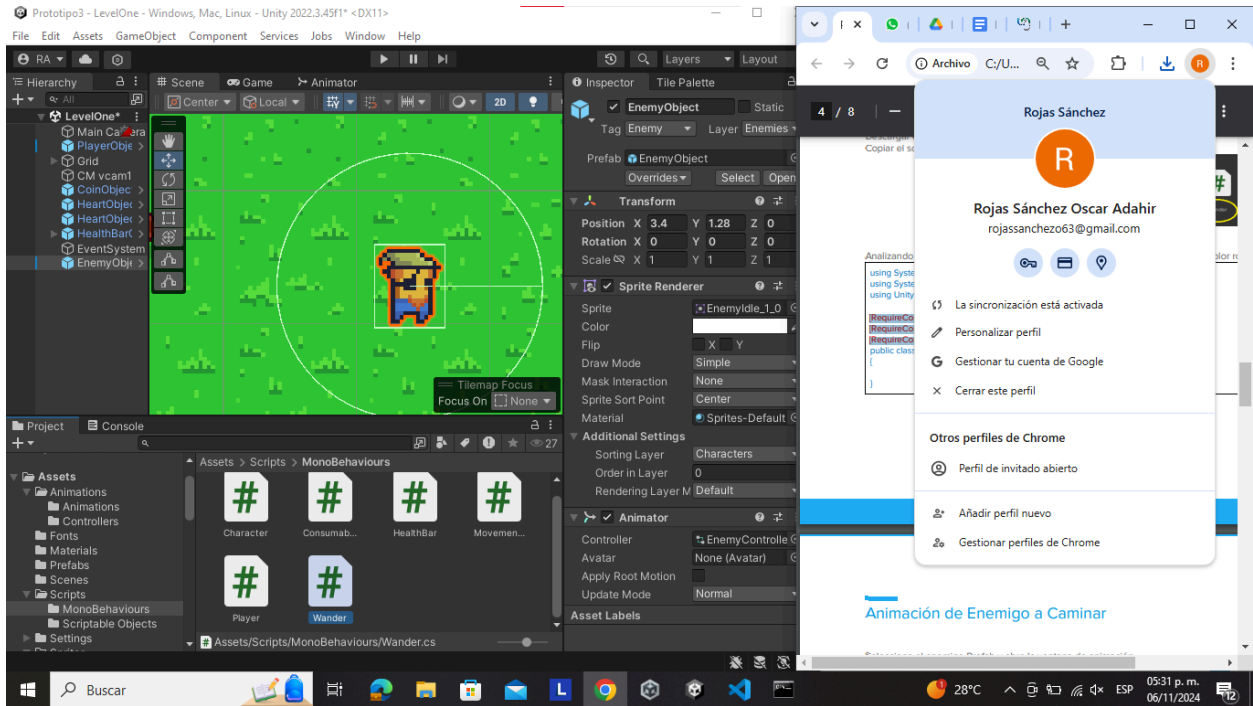 Prototipo3 - LevelOne - Windows, Mac, Linux - Unity 2022.3.45f1* <DX11>
File Edit Assets GameObject Component Services Jobs Window Help
RA
Layers
Layout
Hierarchy
All
LevelOne*
Main Camera
PlayerObje
Grid
CM vcam1
CoinObjec
HeartObjec
HeartObjec
HealthBar(
EventSystem
EnemyObje
Scene Game Animator
Center Local 2D
Tilemap Focus
Focus On None
Inspector Tile Palette
EnemyObject Static
Tag Enemy Layer Enemies
Prefab EnemyObject
Overrides Select Open
Transform
Position X 3.4 Y 1.28 Z 0
Rotation X 0 Y 0 Z 0
Scale X 1 Y 1 Z 1
Sprite Renderer
Sprite EnemyIdle_1_0
Color
Flip X Y
Draw Mode Simple
Mask Interaction None
Sprite Sort Point Center
Material Sprites-Default
Additional Settings
Sorting Layer Characters
Order in Layer 0
Rendering Layer M Default
Animator
Controller EnemyControlle
Avatar None (Avatar)
Apply Root Motion
Update Mode Normal
Asset Labels
Project Console
27
Assets
Animations
Animations
Controllers
Fonts
Materials
Prefabs
Scenes
Scripts
MonoBehaviours
Scriptable Objects
Settings
Assets > Scripts > MonoBehaviours
Character Consumab... HealthBar Movemen...
Player Wander
Assets/Scripts/MonoBehaviours/Wander.cs
Archivo C:/U...
R
4 / 8
Copiar el sc
Analizando
olor ro
using Syste
using Syste
using Unity
[RequireCo
[RequireCo
[RequireCo
public class
{
}
Rojas Sánchez
R
Rojas Sánchez Oscar Adahir
rojassanchezo63@gmail.com
La sincronización está activada
Personalizar perfil
Gestionar tu cuenta de Google
Cerrar este perfil
Otros perfiles de Chrome
Perfil de invitado abierto
Añadir perfil nuevo
Gestionar perfiles de Chrome
Animación de Enemigo a Caminar
Buscar
L
28°C
ESP
05:31 p. m.
06/11/2024
12